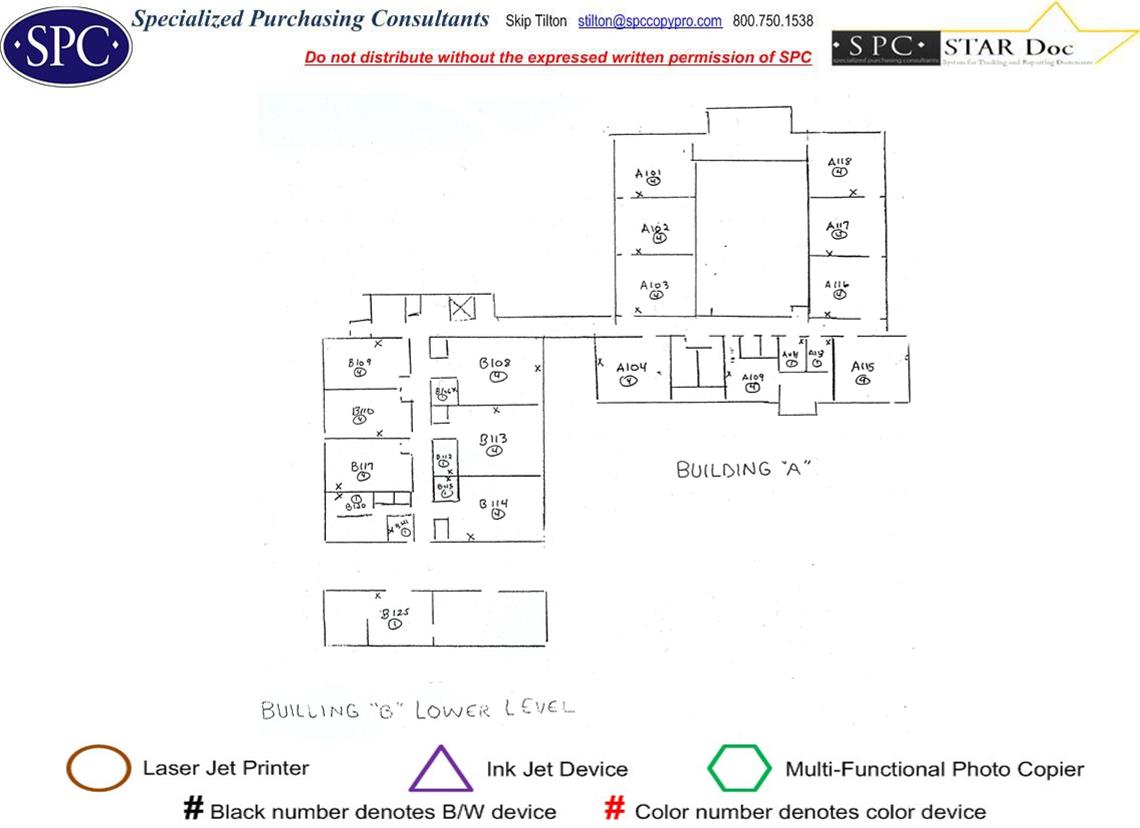 SPC
Specialized Purchasing Consultants Skip Tilton stilton@spccopypro.com 800.750.1538
Do not distribute without the expressed written permission of SPC
• SPC • STAR Doc
specialized purchasing consultants System for Tracking and Reporting Documents
A101
4
A118
4
A102
4
A117
4
A103
4
A116
4
B109
4
B108
4
A104
4
A109
4
1
1
A115
4
1
B110
4
B113
4
B117
4
B112
1
BUILDING "A"
B115
1
1
B120
B114
4
1
B125
1
BUILLING "B" LOWER LEVEL
Laser Jet Printer Ink Jet Device Multi-Functional Photo Copier
# Black number denotes B/W device # Color number denotes color device